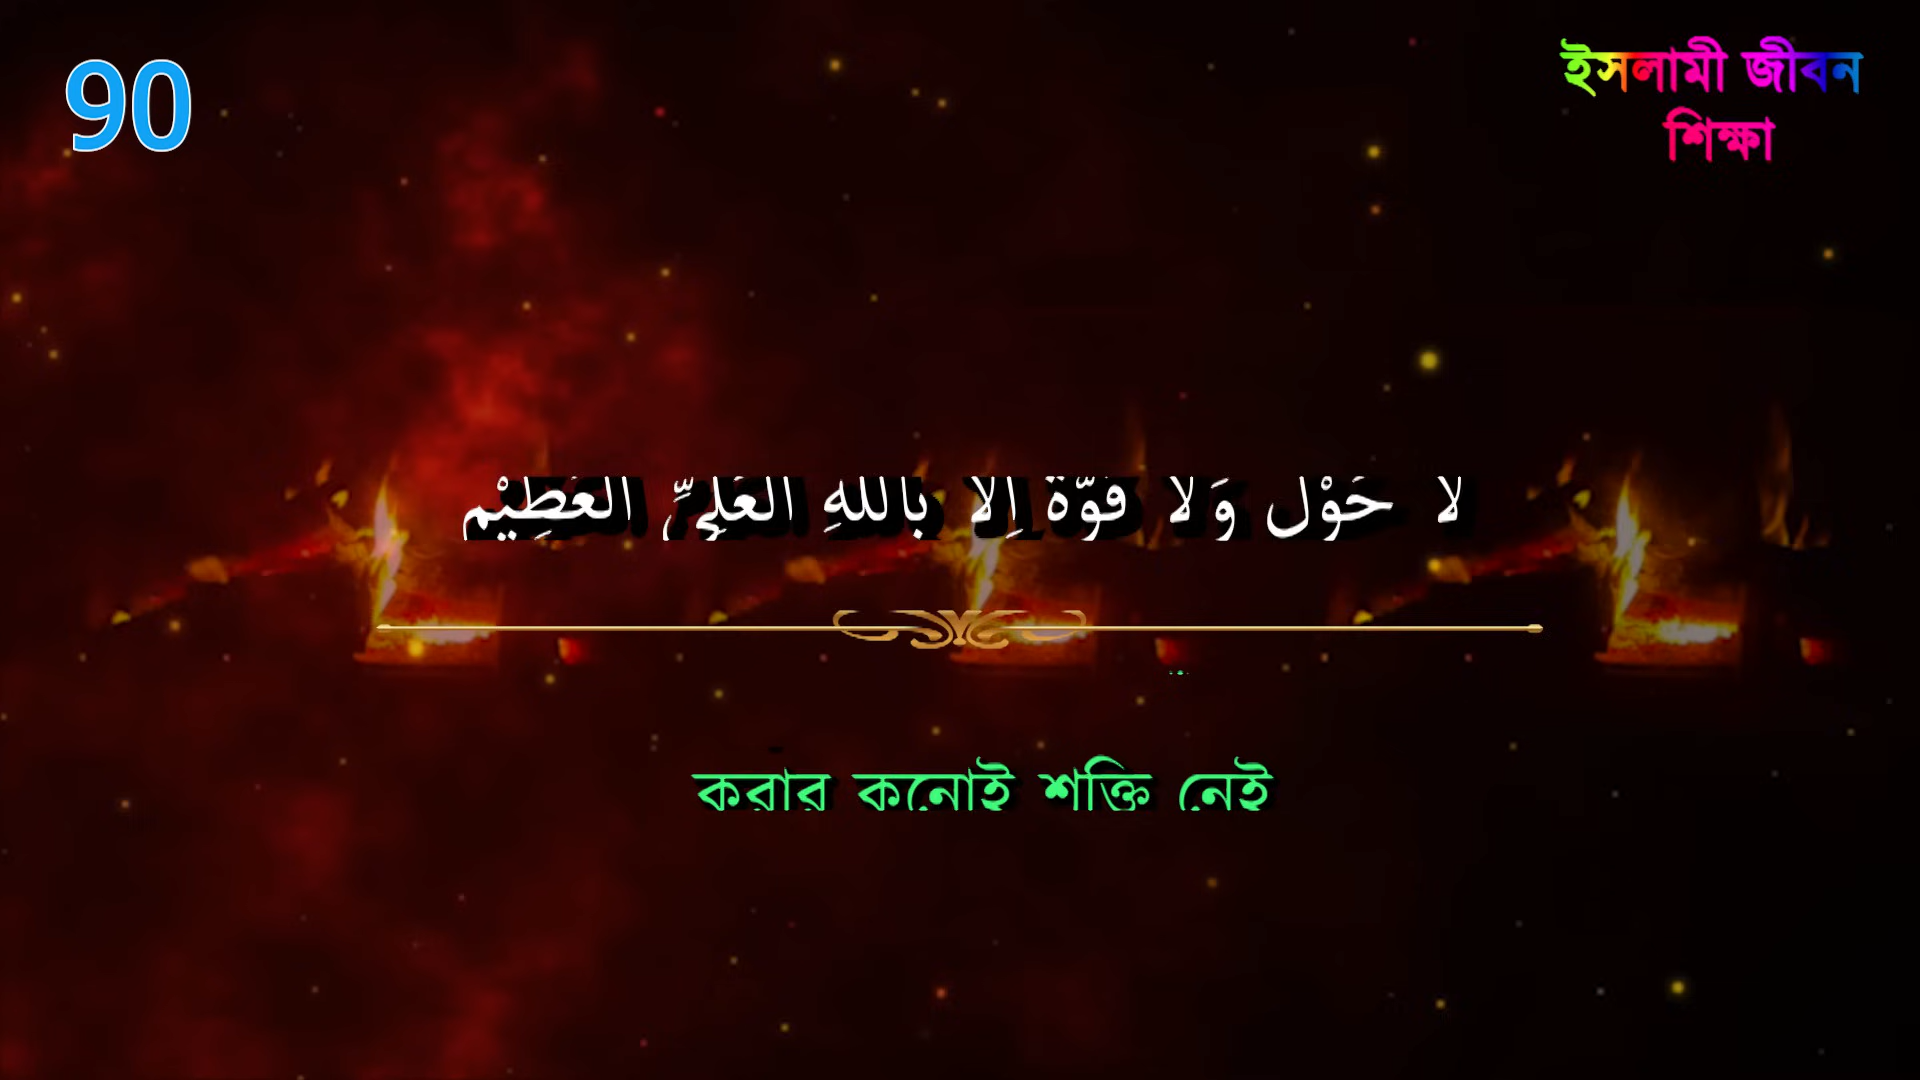 90
ইসলামী জীবন
শিক্ষা
لا حَوْل وَلا قُوَّة اِلا بِاللهِ العَلِىِّ العَظِيْم
করার কনোই শক্তি নেই